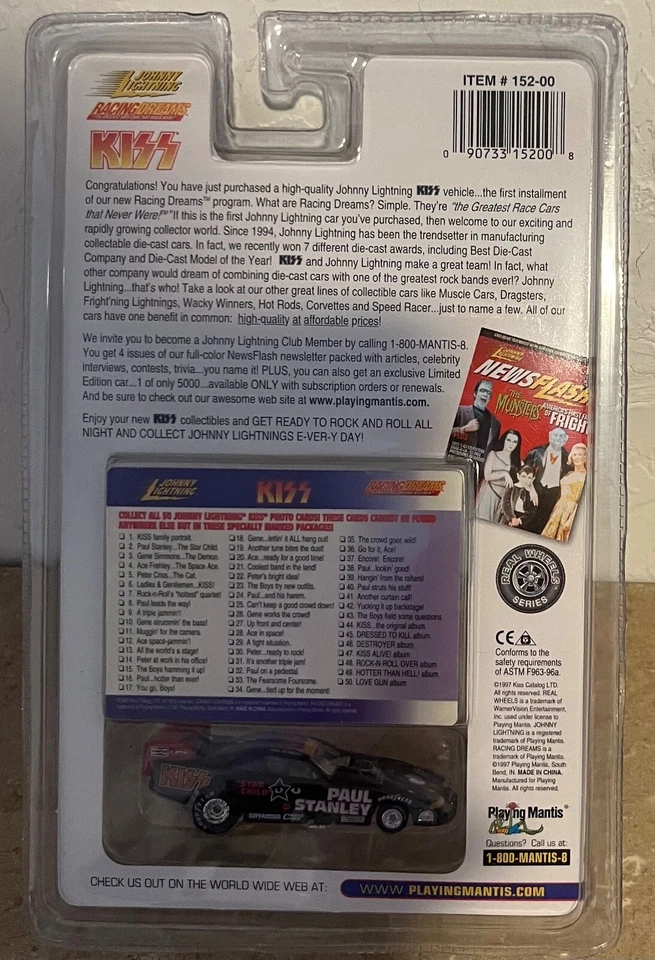 JOHNNY LIGHTNING
RACING DREAMS
KISS
ITEM # 152-00
0 90733 15200 8
Congratulations! You have just purchased a high-quality Johnny Lightning KISS vehicle...the first installment
of our new Racing Dreams™ program. What are Racing Dreams? Simple. They're "the Greatest Race Cars
that Never Were!™" If this is the first Johnny Lightning car you've purchased, then welcome to our exciting and
rapidly growing collector world. Since 1994, Johnny Lightning has been the trendsetter in manufacturing
collectable die-cast cars. In fact, we recently won 7 different die-cast awards, including Best Die-Cast
Company and Die-Cast Model of the Year! KISS and Johnny Lightning make a great team! In fact, what
other company would dream of combining die-cast cars with one of the greatest rock bands ever!? Johnny
Lightning...that's who! Take a look at our other great lines of collectible cars like Muscle Cars, Dragsters,
Fright'ning Lightnings, Wacky Winners, Hot Rods, Corvettes and Speed Racer...just to name a few. All of our
cars have one benefit in common: high-quality at affordable prices!
We invite you to become a Johnny Lightning Club Member by calling 1-800-MANTIS-8.
You get 4 issues of our full-color NewsFlash newsletter packed with articles, celebrity
interviews, contests, trivia...you name it! PLUS, you can also get an exclusive Limited
Edition car...1 of only 5000...available ONLY with subscription orders or renewals.
And be sure to check out our awesome web site at www.playingmantis.com.
Enjoy your new KISS collectibles and GET READY TO ROCK AND ROLL ALL
NIGHT AND COLLECT JOHNNY LIGHTNINGS E-VER-Y DAY!
NEWSFLASH
THE MUNSTERS
OF FRIGHT
JOHNNY LIGHTNING
KISS
RACING DREAMS
COLLECT ALL 50 JOHNNY LIGHTNING KISS PHOTO CARDS! THESE CARDS CANNOT BE FOUND
ANYWHERE ELSE BUT IN THESE SPECIALLY MARKED PACKAGES!
1. KISS family portrait.
2. Paul Stanley...The Star Child.
3. Gene Simmons...The Demon.
4. Ace Frehley...The Space Ace.
5. Peter Criss...The Cat.
6. Ladies & Gentlemen...KISS!
7. Rock-n-Roll's "hottest" quartet!
8. Paul leads the way!
9. A triple jammin'!
10. Gene strummin' the bass!
11. Muggin' for the camera.
12. Ace space-jammin'!
13. All the world's a stage!
14. Peter at work in his office!
15. The Boys hamming it up!
16. Paul...hotter than ever!
17. You go, Boys!
18. Gene...lettin' it ALL hang out!
19. Another tune bites the dust!
20. Ace...ready for a good time!
21. Coolest band in the land!
22. Peter's bright idea!
23. The Boys try new outfits.
24. Paul...and his harem.
25. Can't keep a good crowd down!
26. Gene works the crowd!
27. Up front and center!
28. Ace in space!
29. A tight situation.
30. Peter...ready to rock!
31. It's another triple jam!
32. Paul on a pedestal.
33. The Fearsome Foursome.
34. Gene...tied up for the moment!
35. The crowd goes wild!
36. Go for it, Ace!
37. Encore! Encore!
38. Paul...lookin' good!
39. Hangin' from the rafters!
40. Paul struts his stuff!
41. Another curtain call!
42. Yucking it up backstage!
43. The Boys field some questions.
44. KISS...the original album.
45. DRESSED TO KILL album.
46. DESTROYER album.
47. KISS ALIVE! album.
48. ROCK-N-ROLL OVER album.
49. HOTTER THAN HELL! album.
50. LOVE GUN album.
REAL WHEELS
SERIES
CE
Conforms to the
safety requirements
of ASTM F963-96a.
©1997 Kiss Catalog LTD.
All rights reserved. REAL
WHEELS is a trademark of
WarnerVision Entertainment,
Inc. used under license to
Playing Mantis. JOHNNY
LIGHTNING is a registered
trademark of Playing Mantis.
RACING DREAMS is a
trademark of Playing Mantis.
©1997 Playing Mantis, South
Bend, IN. MADE IN CHINA.
Manufactured for Playing
Mantis. All rights reserved.
KISS
STAR CHILD
PAUL
STANLEY
Playing Mantis®
Questions? Call us at:
1-800-MANTIS-8
CHECK US OUT ON THE WORLD WIDE WEB AT: WWW.PLAYINGMANTIS.COM